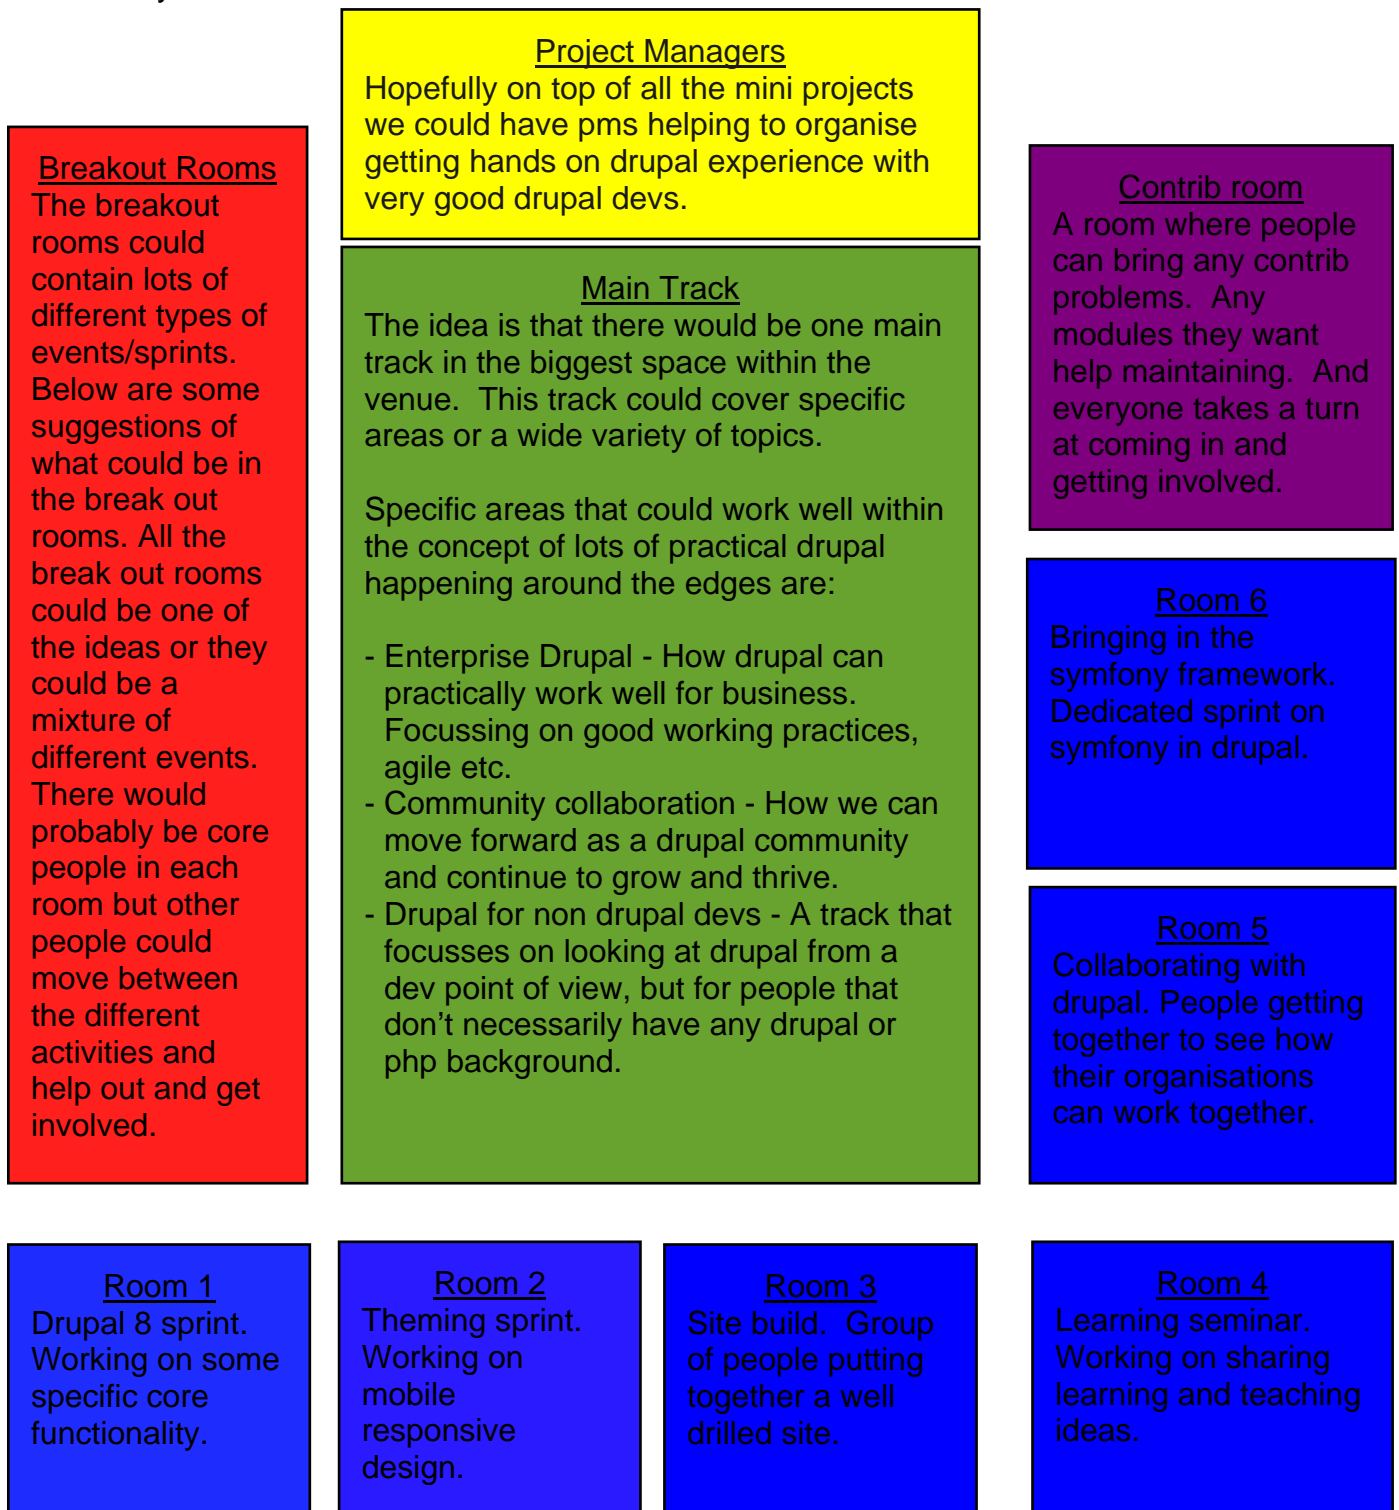 Project Managers
Hopefully on top of all the mini projects
we could have pms helping to organise
getting hands on drupal experience with
very good drupal devs.
Breakout Rooms
The breakout
rooms could
contain lots of
different types of
events/sprints.
Below are some
suggestions of
what could be in
the break out
rooms. All the
break out rooms
could be one of
the ideas or they
could be a
mixture of
different events.
There would
probably be core
people in each
room but other
people could
move between
the different
activities and
help out and get
involved.
Main Track
The idea is that there would be one main
track in the biggest space within the
venue.  This track could cover specific
areas or a wide variety of topics.
Specific areas that could work well within
the concept of lots of practical drupal
happening around the edges are:
- Enterprise Drupal - How drupal can
practically work well for business.
Focussing on good working practices,
agile etc.
- Community collaboration - How we can
move forward as a drupal community
and continue to grow and thrive.
- Drupal for non drupal devs - A track that
focusses on looking at drupal from a
dev point of view, but for people that
don’t necessarily have any drupal or
php background.
Contrib room
A room where people
can bring any contrib
problems.  Any
modules they want
help maintaining.  And
everyone takes a turn
at coming in and
getting involved.
Room 6
Bringing in the
symfony framework.
Dedicated sprint on
symfony in drupal.
Room 5
Collaborating with
drupal. People getting
together to see how
their organisations
can work together.
Room 1
Drupal 8 sprint.
Working on some
specific core
functionality.
Room 2
Theming sprint.
Working on
mobile
responsive
design.
Room 3
Site build.  Group
of people putting
together a well
drilled site.
Room 4
Learning seminar.
Working on sharing
learning and teaching
ideas.